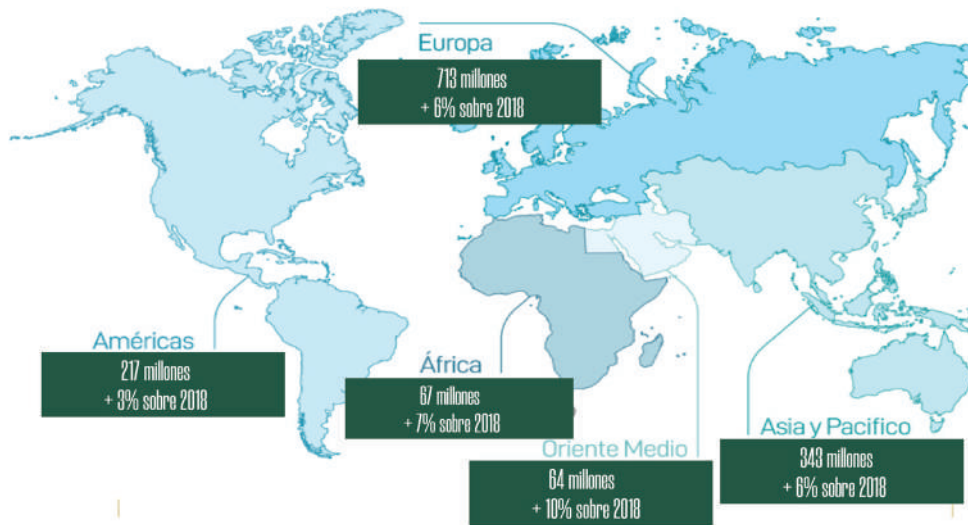 Europa
713 millones
+ 6% sobre 2018
Américas
217 millones
+ 3% sobre 2018
África
67 millones
+ 7% sobre 2018
Oriente Medio
64 millones
+ 10% sobre 2018
Asia y Pacifico
343 millones
+ 6% sobre 2018